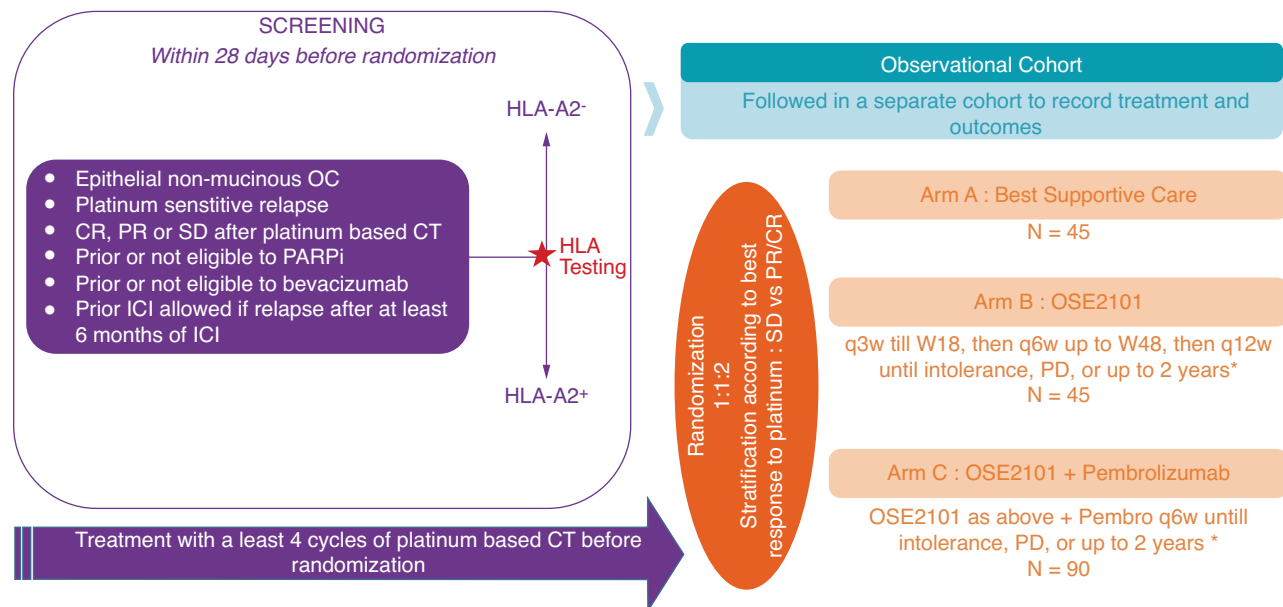 SCREENING
Within 28 days before randomization
HLA-A2-
● Epithelial non-mucinous OC
● Platinum senstitive relapse
● CR, PR or SD after platinum based CT
● Prior or not eligible to PARPi
● Prior or not eligible to bevacizumab
● Prior ICI allowed if relapse after at least
6 months of ICI
HLA
Testing
HLA-A2+
Treatment with a least 4 cycles of platinum based CT before
randomization
Observational Cohort
Followed in a separate cohort to record treatment and
outcomes
Randomization
1:1:2
Stratification according to best
response to platinum : SD vs PR/CR
Arm A : Best Supportive Care
N = 45
Arm B : OSE2101
q3w till W18, then q6w up to W48, then q12w
until intolerance, PD, or up to 2 years*
N = 45
Arm C : OSE2101 + Pembrolizumab
OSE2101 as above + Pembro q6w untill
intolerance, PD, or up to 2 years *
N = 90